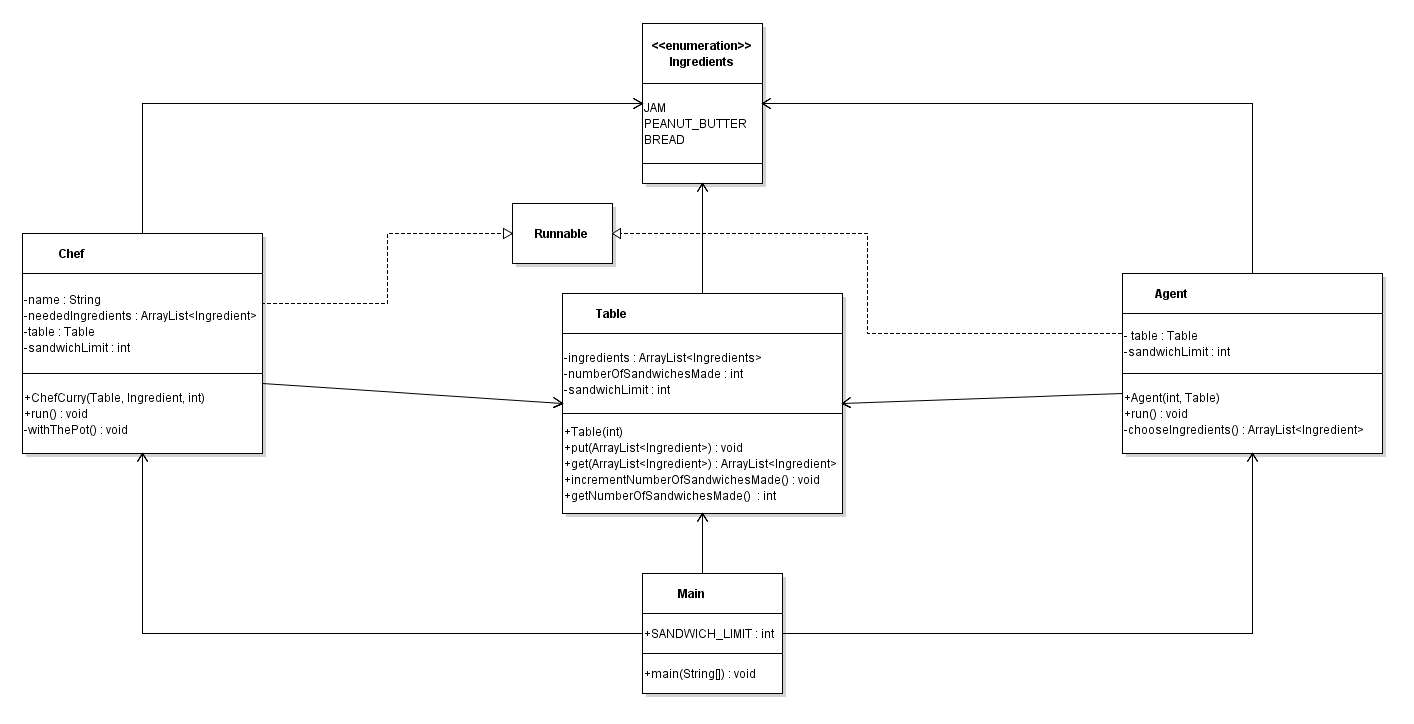 <<enumeration>>
Ingredients
JAM
PEANUT_BUTTER
BREAD
Runnable
Chef
-name : String
-neededIngredients : ArrayList<Ingredient>
-table : Table
-sandwichLimit : int
+ChefCurry(Table, Ingredient, int)
+run() : void
-withThePot() : void
Table
-ingredients : ArrayList<Ingredients>
-numberOfSandwichesMade : int
-sandwichLimit : int
+Table(int)
+put(ArrayList<Ingredient>) : void
+get(ArrayList<Ingredient>) : ArrayList<Ingredient>
+incrementNumberOfSandwichesMade() : void
+getNumberOfSandwichesMade() : int
Agent
- table : Table
-sandwichLimit : int
+Agent(int, Table)
+run() : void
-chooseIngredients() : ArrayList<Ingredient>
Main
+SANDWICH_LIMIT : int
+main(String[]) : void